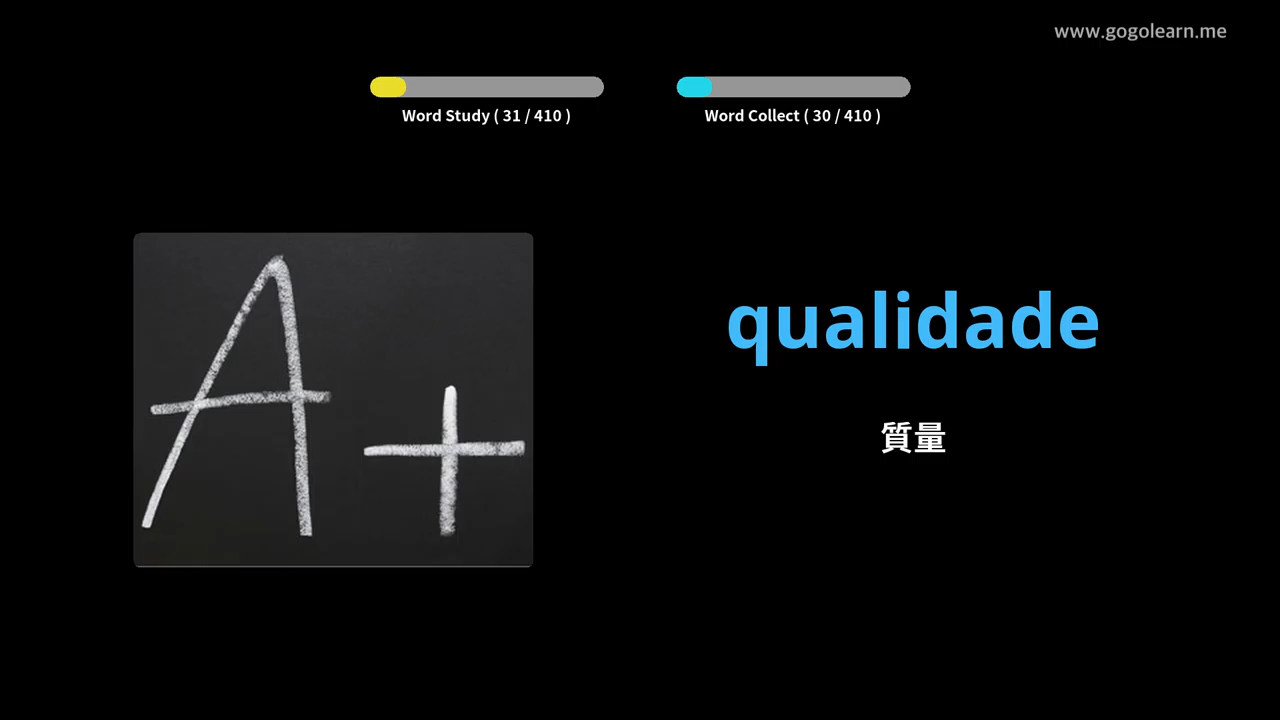 www.gogolearn.me
Word Study ( 31 / 410 )
Word Collect ( 30 / 410 )
A+
qualidade
質量